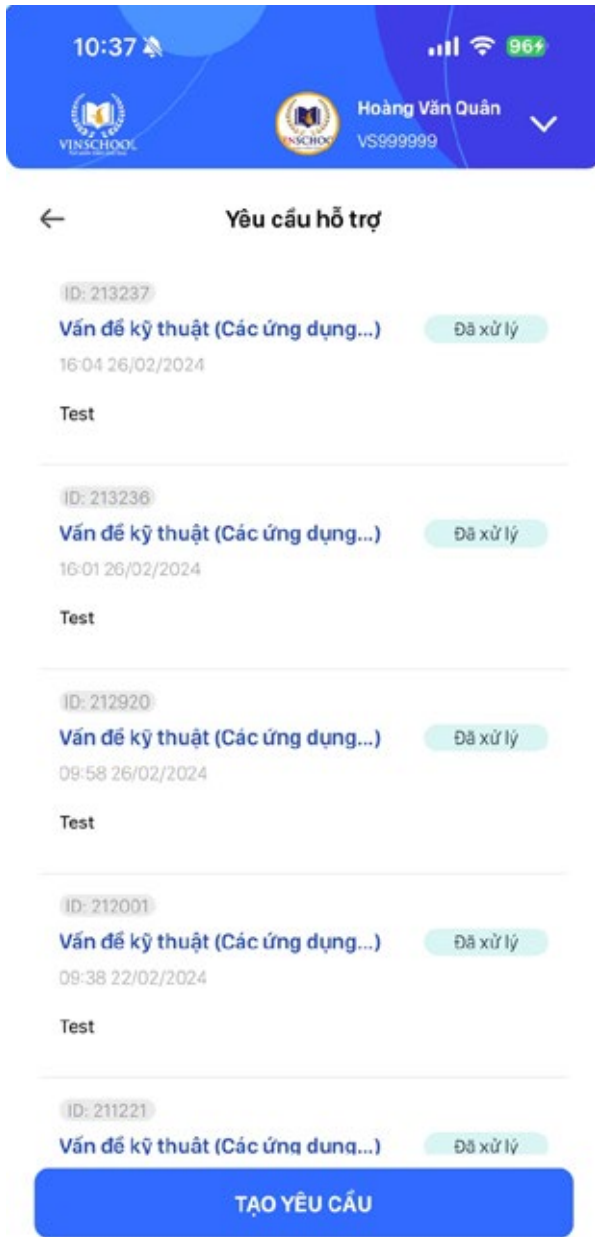 10:37
96
VINSCHOOL
Hoàng Văn Quân
VS999999
Yêu cầu hỗ trợ
ID: 213237
Vấn đề kỹ thuật (Các ứng dụng...)
Đã xử lý
16:04 26/02/2024
Test
ID: 213236
Vấn đề kỹ thuật (Các ứng dụng...)
Đã xử lý
16:01 26/02/2024
Test
ID: 212920
Vấn đề kỹ thuật (Các ứng dụng...)
Đã xử lý
09:58 26/02/2024
Test
ID: 212001
Vấn đề kỹ thuật (Các ứng dụng...)
Đã xử lý
09:38 22/02/2024
Test
ID: 211221
Vấn đề kỹ thuật (Các ứng dụng...)
Đã xử lý
TẠO YÊU CẦU